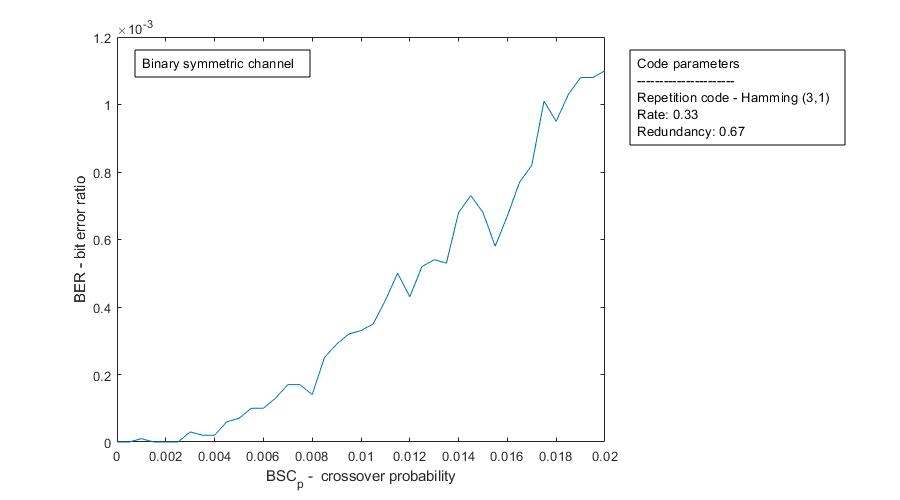 ×10⁻³
1.2
1
0.8
0.6
0.4
0.2
0
BER - bit error ratio
Binary symmetric channel
0 0.002 0.004 0.006 0.008 0.01 0.012 0.014 0.016 0.018 0.02
BSCₚ - crossover probability
Code parameters
-----------------------
Repetition code - Hamming (3,1)
Rate: 0.33
Redundancy: 0.67